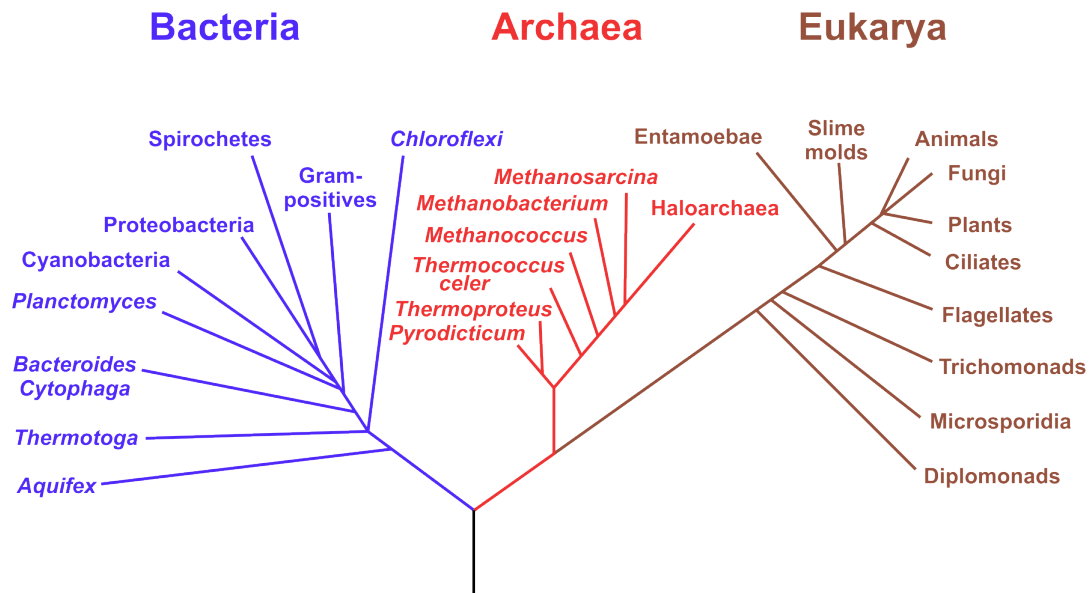 Bacteria
Archaea
Eukarya
Spirochetes
Chloroflexi
Gram-
positives
Proteobacteria
Cyanobacteria
Planctomyces
Bacteroides
Cytophaga
Thermotoga
Aquifex
Methanosarcina
Methanobacterium
Haloarchaea
Methanococcus
Thermococcus
celer
Thermoproteus
Pyrodicticum
Entamoebae
Slime
molds
Animals
Fungi
Plants
Ciliates
Flagellates
Trichomonads
Microsporidia
Diplomonads